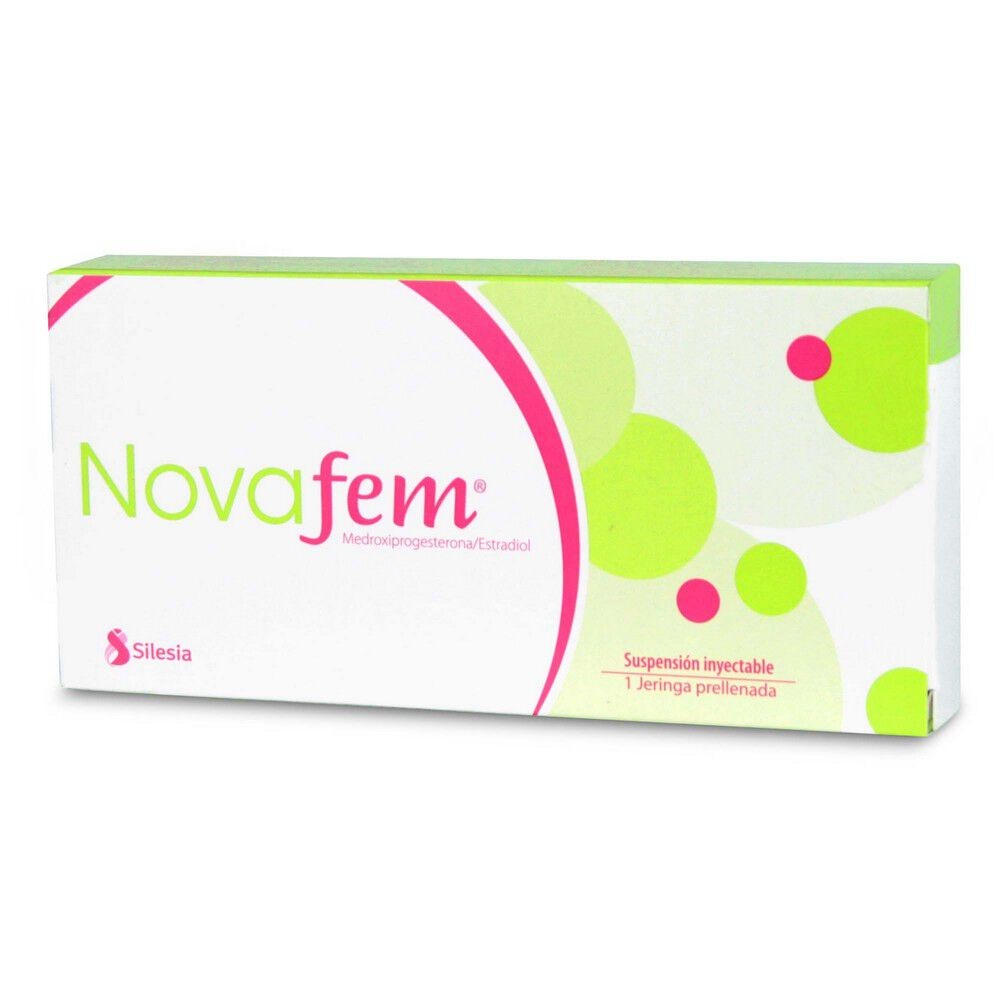 Novafem®
Medroxiprogesterona/Estradiol
Silesia
Suspensión inyectable
1 Jeringa prellenada